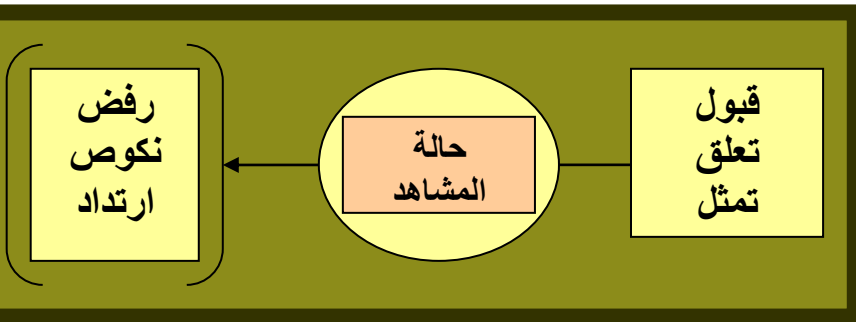 قبول
تعلق
تمثل
حالة
المشاهد
رفض
نكوص
ارتداد